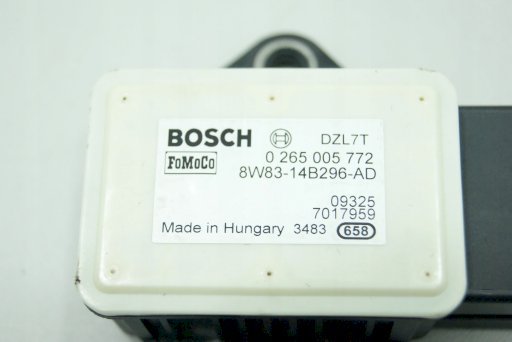 BOSCH DZL7T
FoMoCo 0 265 005 772
8W83-14B296-AD
09325
7017959
Made in Hungary 3483 658